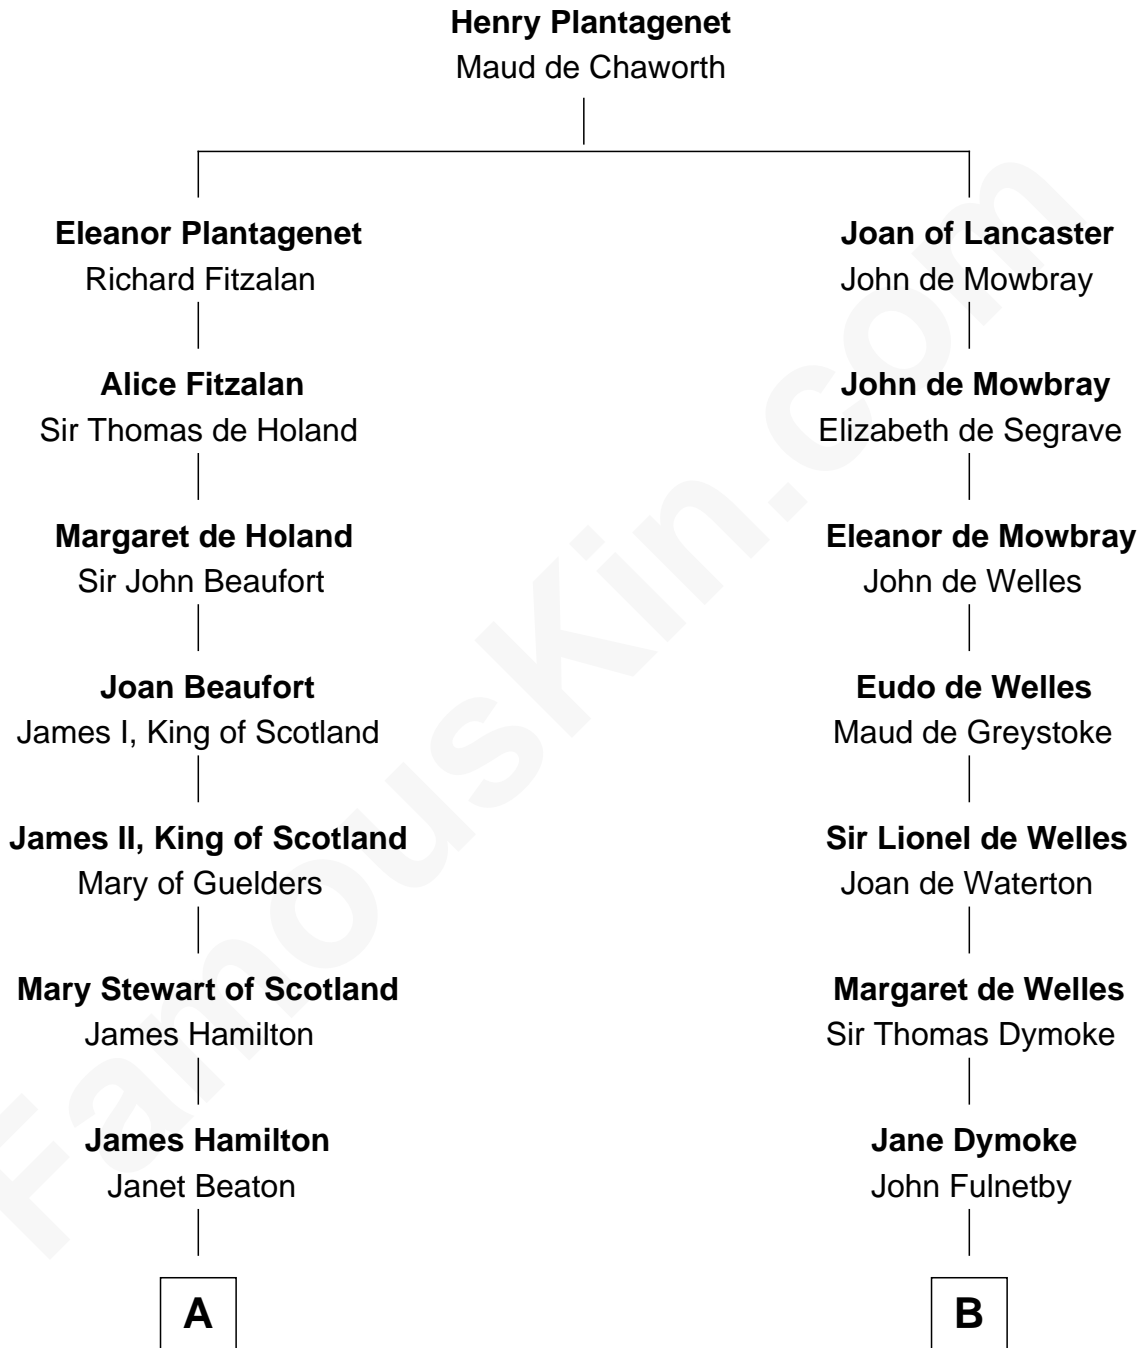 Henry Plantagenet
Maud de Chaworth
Eleanor Plantagenet
Richard Fitzalan
Alice Fitzalan
Sir Thomas de Holand
Margaret de Holand
Sir John Beaufort
Joan Beaufort
James I, King of Scotland
James II, King of Scotland
Mary of Guelders
Mary Stewart of Scotland
James Hamilton
James Hamilton
Janet Beaton
A
Joan of Lancaster
John de Mowbray
John de Mowbray
Elizabeth de Segrave
Eleanor de Mowbray
John de Welles
Eudo de Welles
Maud de Greystoke
Sir Lionel de Welles
Joan de Waterton
Margaret de Welles
Sir Thomas Dymoke
Jane Dymoke
John Fulnetby
B
FamousKin.com